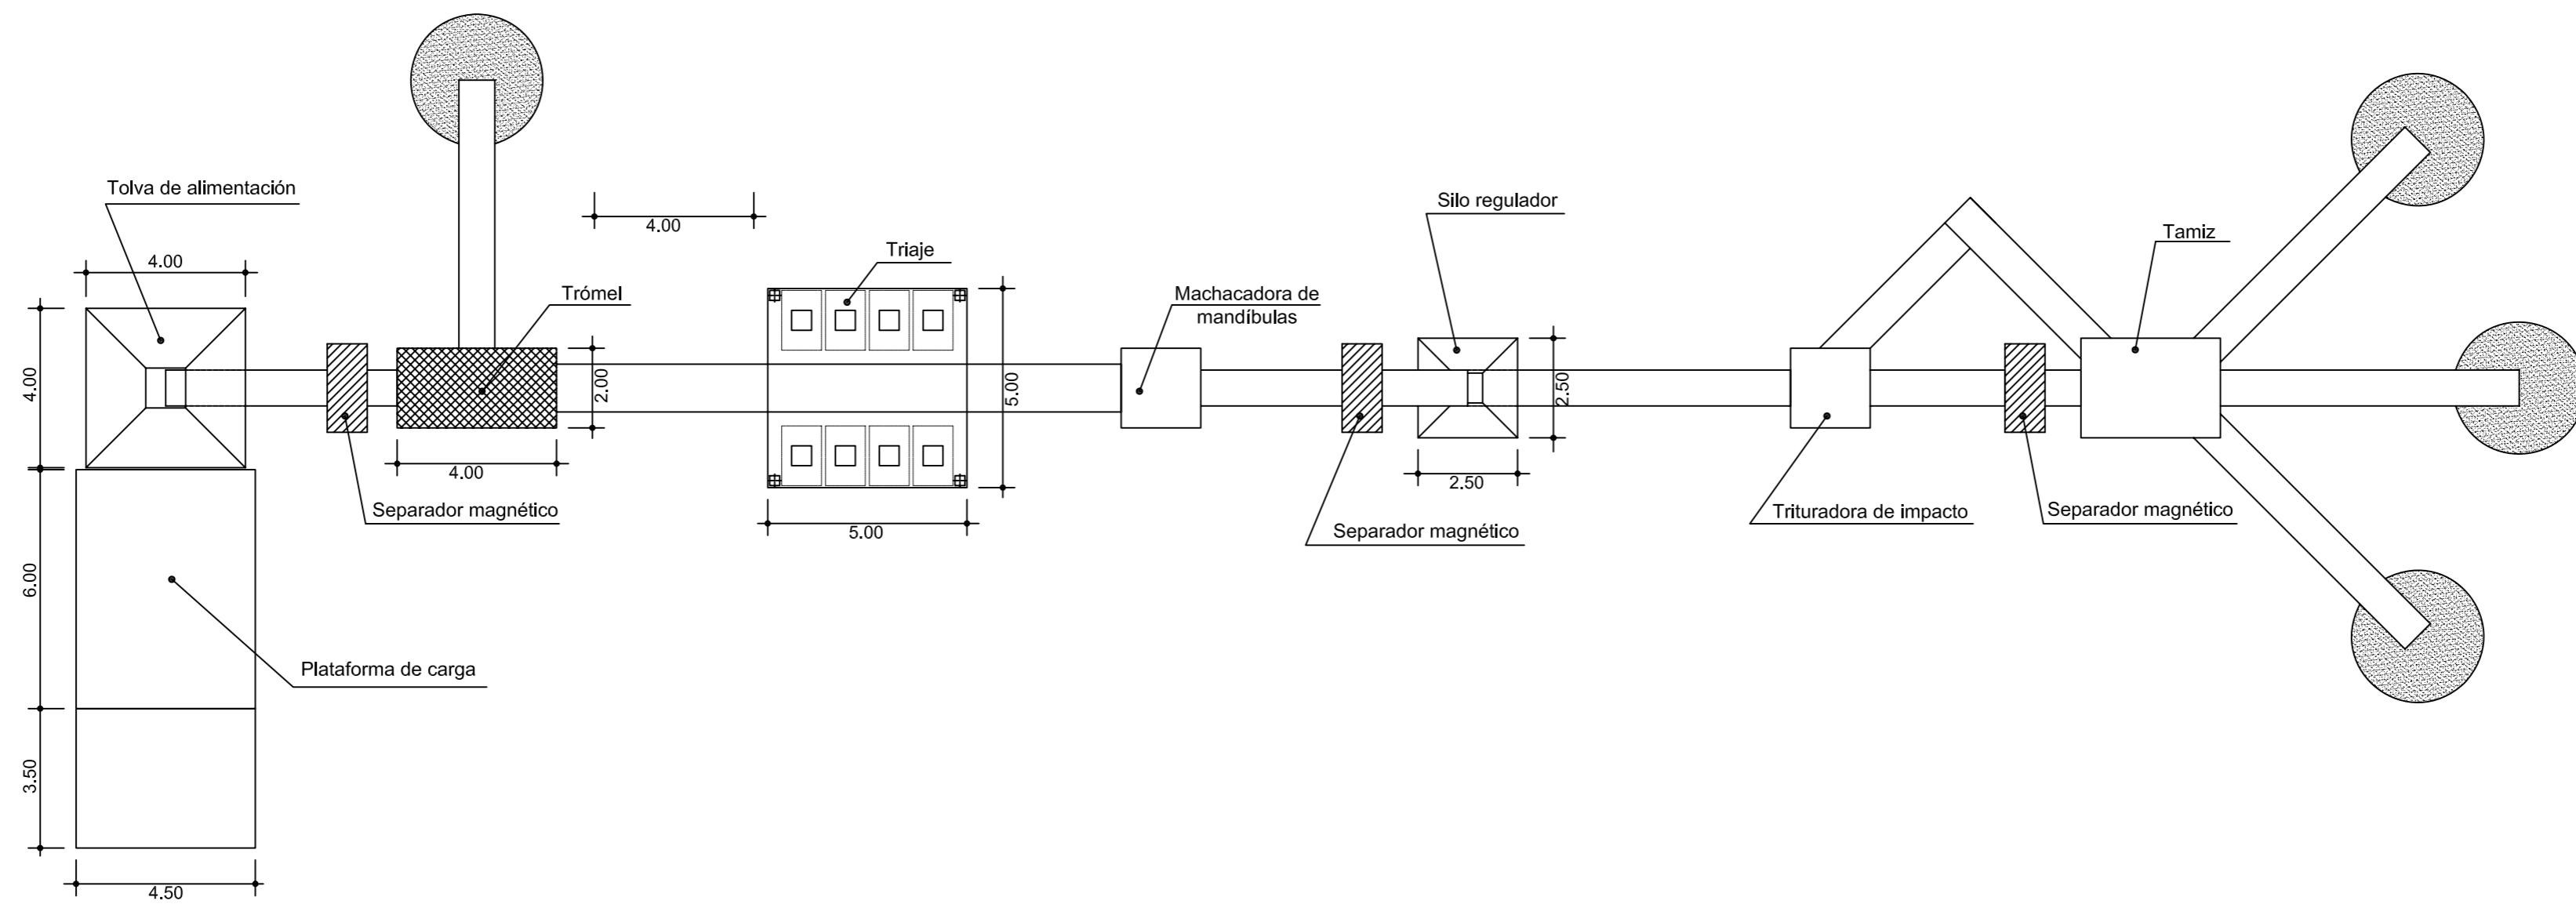 Tolva de alimentación
4.00
4.00
6.00
3.50
4.50
Plataforma de carga
Separador magnético
Trómel
4.00
2.00
4.00
Triaje
5.00
5.00
Machacadora de
mandíbulas
Separador magnético
Silo regulador
2.50
2.50
Trituradora de impacto
Separador magnético
Tamiz